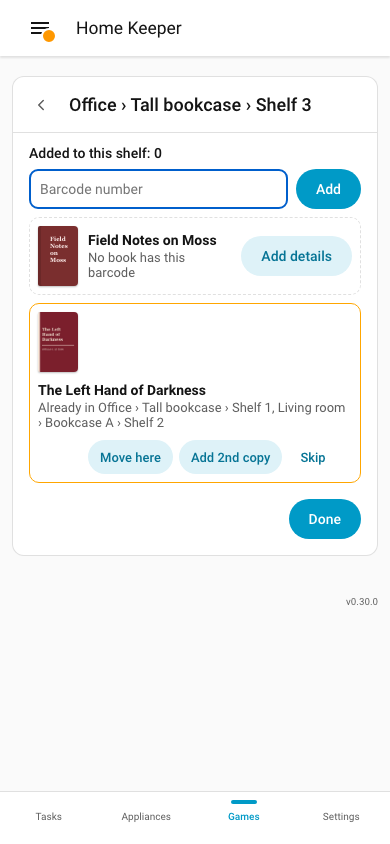 Home Keeper
Office › Tall bookcase › Shelf 3
Added to this shelf: 0
Barcode number
Add
Field
Notes
on
Moss
Field Notes on Moss
No book has this
barcode
Add details
The Left
Hand of
Darkness
The Left Hand of Darkness
Already in Office › Tall bookcase › Shelf 1, Living room
› Bookcase A › Shelf 2
Move here
Add 2nd copy
Skip
Done
v0.30.0
Tasks
Appliances
Games
Settings